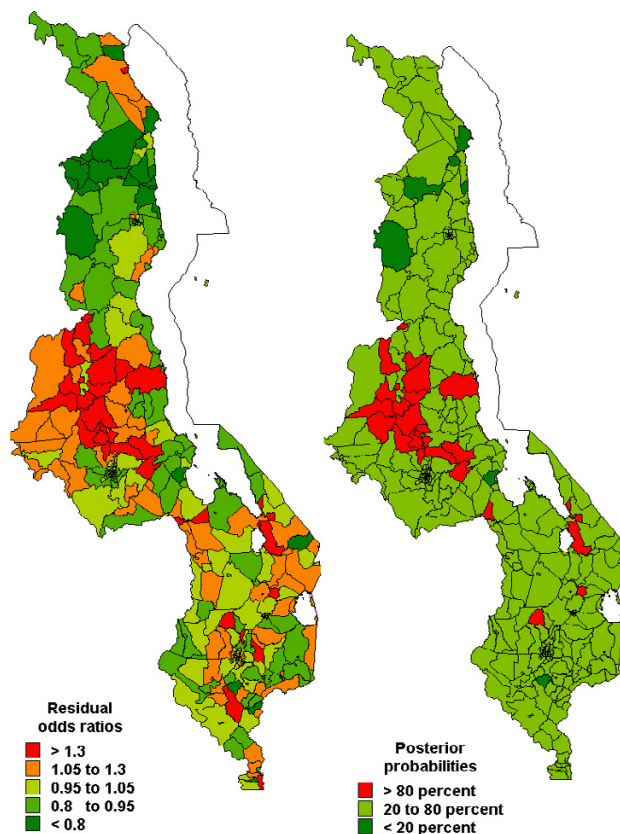 Residual
odds ratios
> 1.3
1.05 to 1.3
0.95 to 1.05
0.8 to 0.95
< 0.8
Posterior
probabilities
> 80 percent
20 to 80 percent
< 20 percent